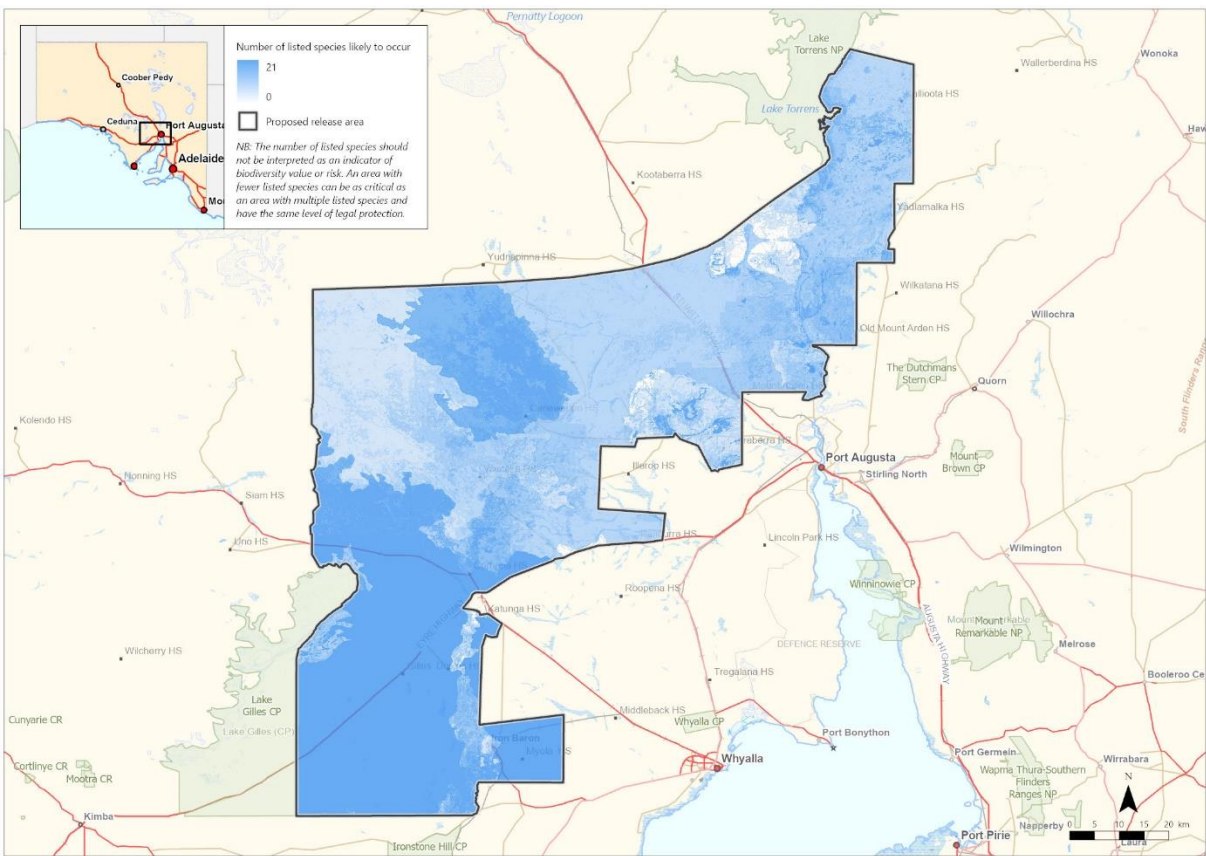 Pernatty Lagoon
Lake
Torrens NP
Wonoka
Wallerberdina HS
Lake Torrens
Coober Pedy
Ceduna
Port Augusta
Adelaide
Number of listed species likely to occur
21
0
Proposed release area
NB: The number of listed species should
not be interpreted as an indicator of
biodiversity value or risk. An area with
fewer listed species can be as critical as
an area with multiple listed species and
have the same level of legal protection.
Kootaberra HS
Yadlamalka HS
Yudnapinna HS
Wilkatana HS
Willochra
Old Mount Arden HS
The Dutchmans
Stern CP
Quorn
Kolendo HS
Mount
Brown CP
Nonning HS
Port Augusta
Stirling North
Siam HS
Uno HS
Lincoln Park HS
Wilmington
Roopena HS
Winninowie CP
Katunga HS
DEFENCE RESERVE
AUGUSTA HIGHWAY
Mount
Remarkable NP
Melrose
Wilcherry HS
Tregalana HS
Booleroo Ce
Lake
Gilles CP
Lake Gilles (CP)
Cunyarie CR
Middleback HS
Whyalla CP
Iron Baron
Port Bonython
Whyalla
Port Germein
Cortlinye CR
Mootra CR
Wapma Thura-Southern
Flinders
Ranges NP
Wirrabara
N
Kimba
Napperby
0 5 10 15 20 km
Ironstone Hill CP
Port Pirie